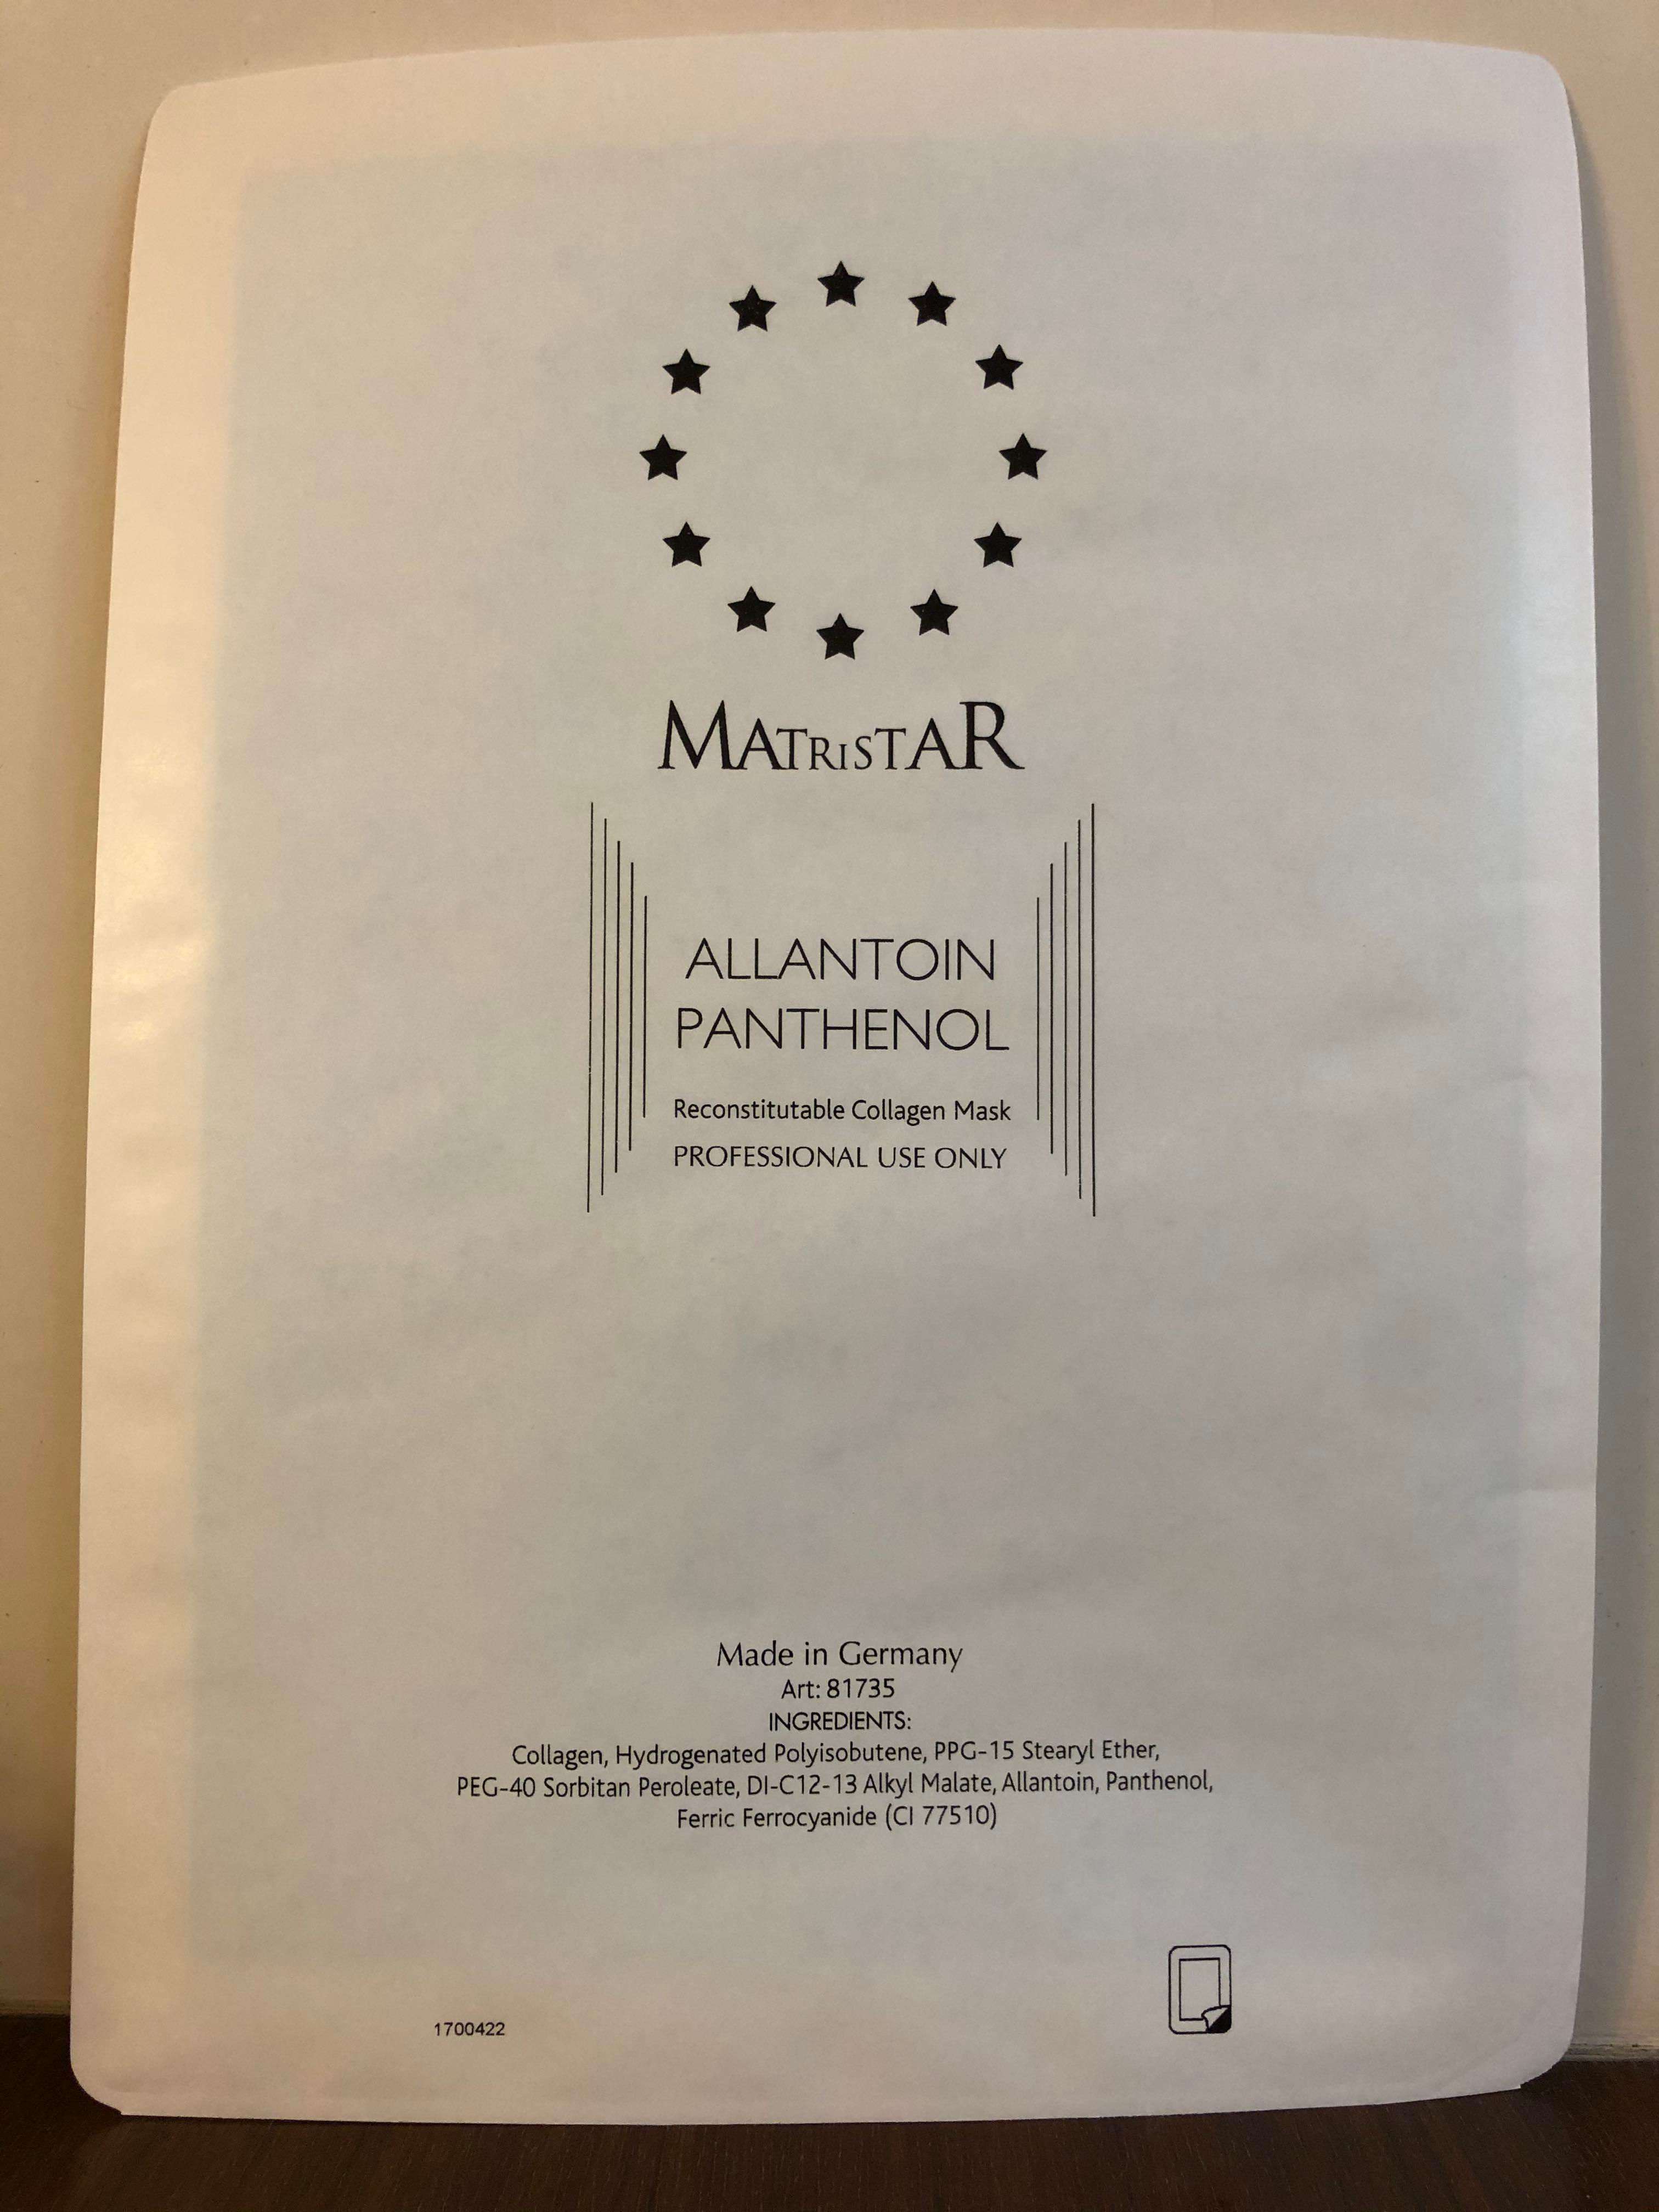 MATRISTAR
ALLANTOIN
PANTHENOL
Reconstitutable Collagen Mask
PROFESSIONAL USE ONLY
Made in Germany
Art: 81735
INGREDIENTS:
Collagen, Hydrogenated Polyisobutene, PPG-15 Stearyl Ether,
PEG-40 Sorbitan Peroleate, DI-C12-13 Alkyl Malate, Allantoin, Panthenol,
Ferric Ferrocyanide (CI 77510)
1700422